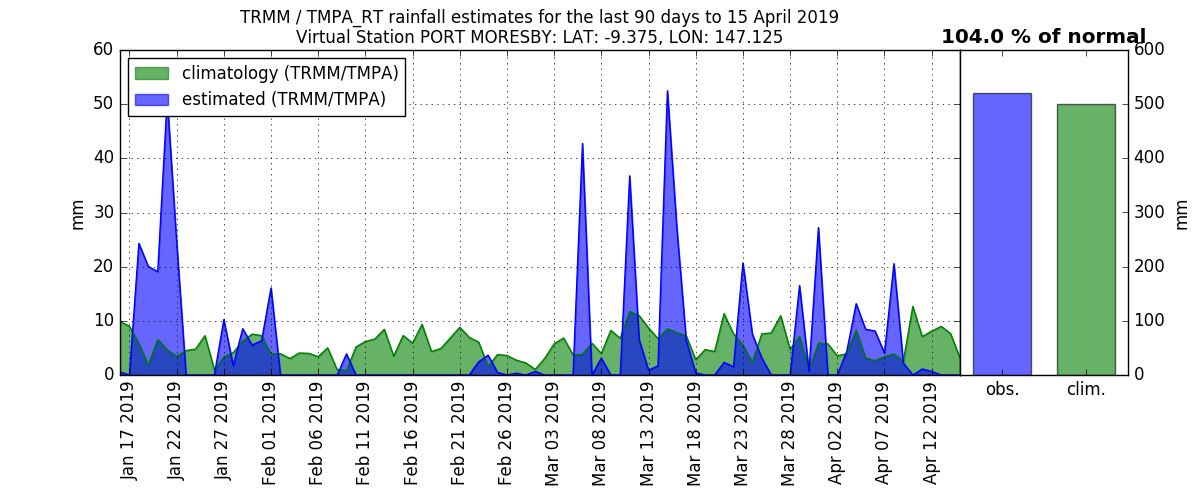 TRMM / TMPA_RT rainfall estimates for the last 90 days to 15 April 2019
Virtual Station PORT MORESBY: LAT: -9.375, LON: 147.125
104.0 % of normal
climatology (TRMM/TMPA)
estimated (TRMM/TMPA)
mm
60
50
40
30
20
10
0
Jan 17 2019
Jan 22 2019
Jan 27 2019
Feb 01 2019
Feb 06 2019
Feb 11 2019
Feb 16 2019
Feb 21 2019
Feb 26 2019
Mar 03 2019
Mar 08 2019
Mar 13 2019
Mar 18 2019
Mar 23 2019
Mar 28 2019
Apr 02 2019
Apr 07 2019
Apr 12 2019
obs.
clim.
600
500
400
300
200
100
0
mm